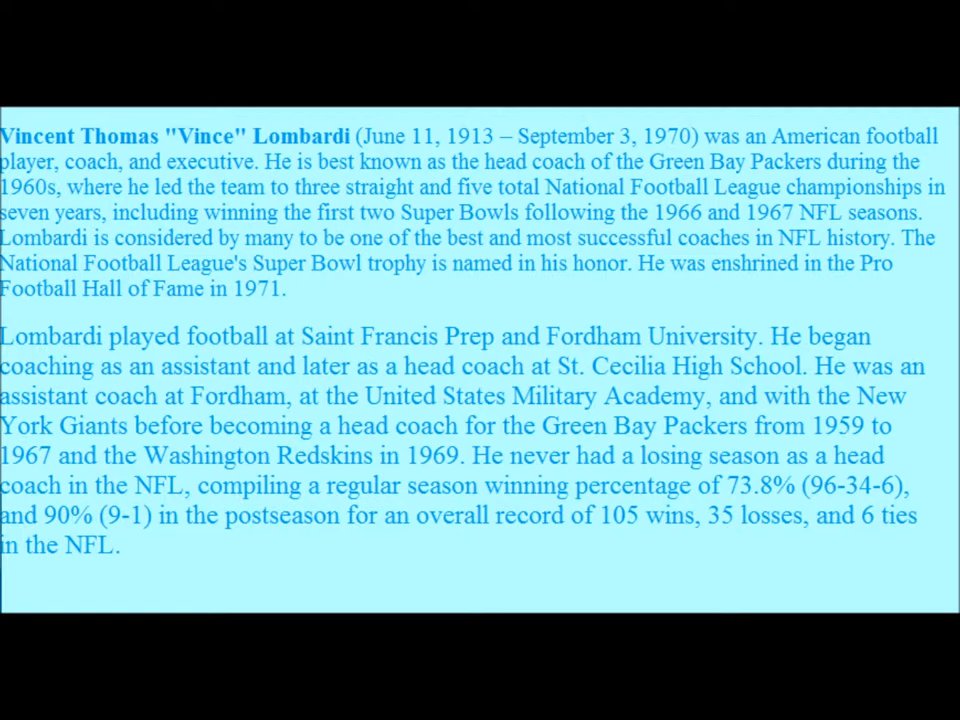 Vincent Thomas "Vince" Lombardi (June 11, 1913 – September 3, 1970) was an American football
player, coach, and executive. He is best known as the head coach of the Green Bay Packers during the
1960s, where he led the team to three straight and five total National Football League championships in
seven years, including winning the first two Super Bowls following the 1966 and 1967 NFL seasons.
Lombardi is considered by many to be one of the best and most successful coaches in NFL history. The
National Football League's Super Bowl trophy is named in his honor. He was enshrined in the Pro
Football Hall of Fame in 1971.
Lombardi played football at Saint Francis Prep and Fordham University. He began
coaching as an assistant and later as a head coach at St. Cecilia High School. He was an
assistant coach at Fordham, at the United States Military Academy, and with the New
York Giants before becoming a head coach for the Green Bay Packers from 1959 to
1967 and the Washington Redskins in 1969. He never had a losing season as a head
coach in the NFL, compiling a regular season winning percentage of 73.8% (96-34-6),
and 90% (9-1) in the postseason for an overall record of 105 wins, 35 losses, and 6 ties
in the NFL.